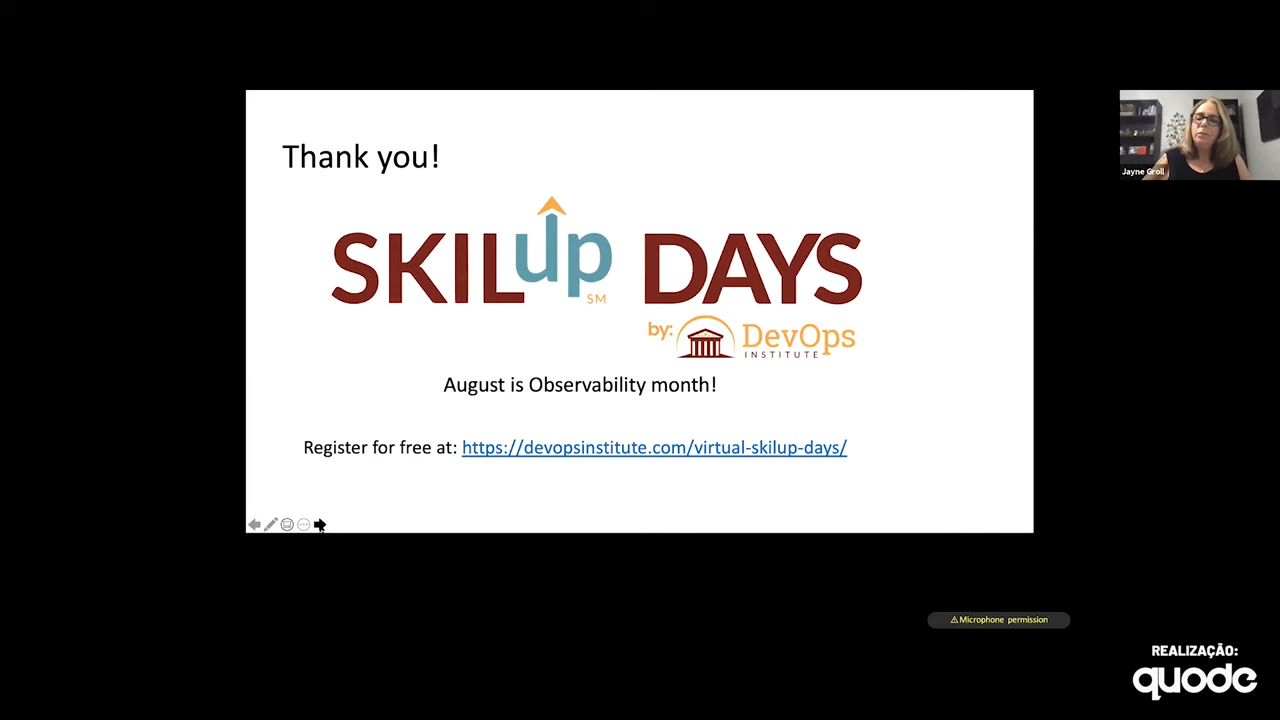 Thank you!
SKILup DAYS
SM
by: DevOps
INSTITUTE
August is Observability month!
Register for free at: https://devopsinstitute.com/virtual-skilup-days/
Jayne Groll
⚠Microphone permission
REALIZAÇÃO:
quode